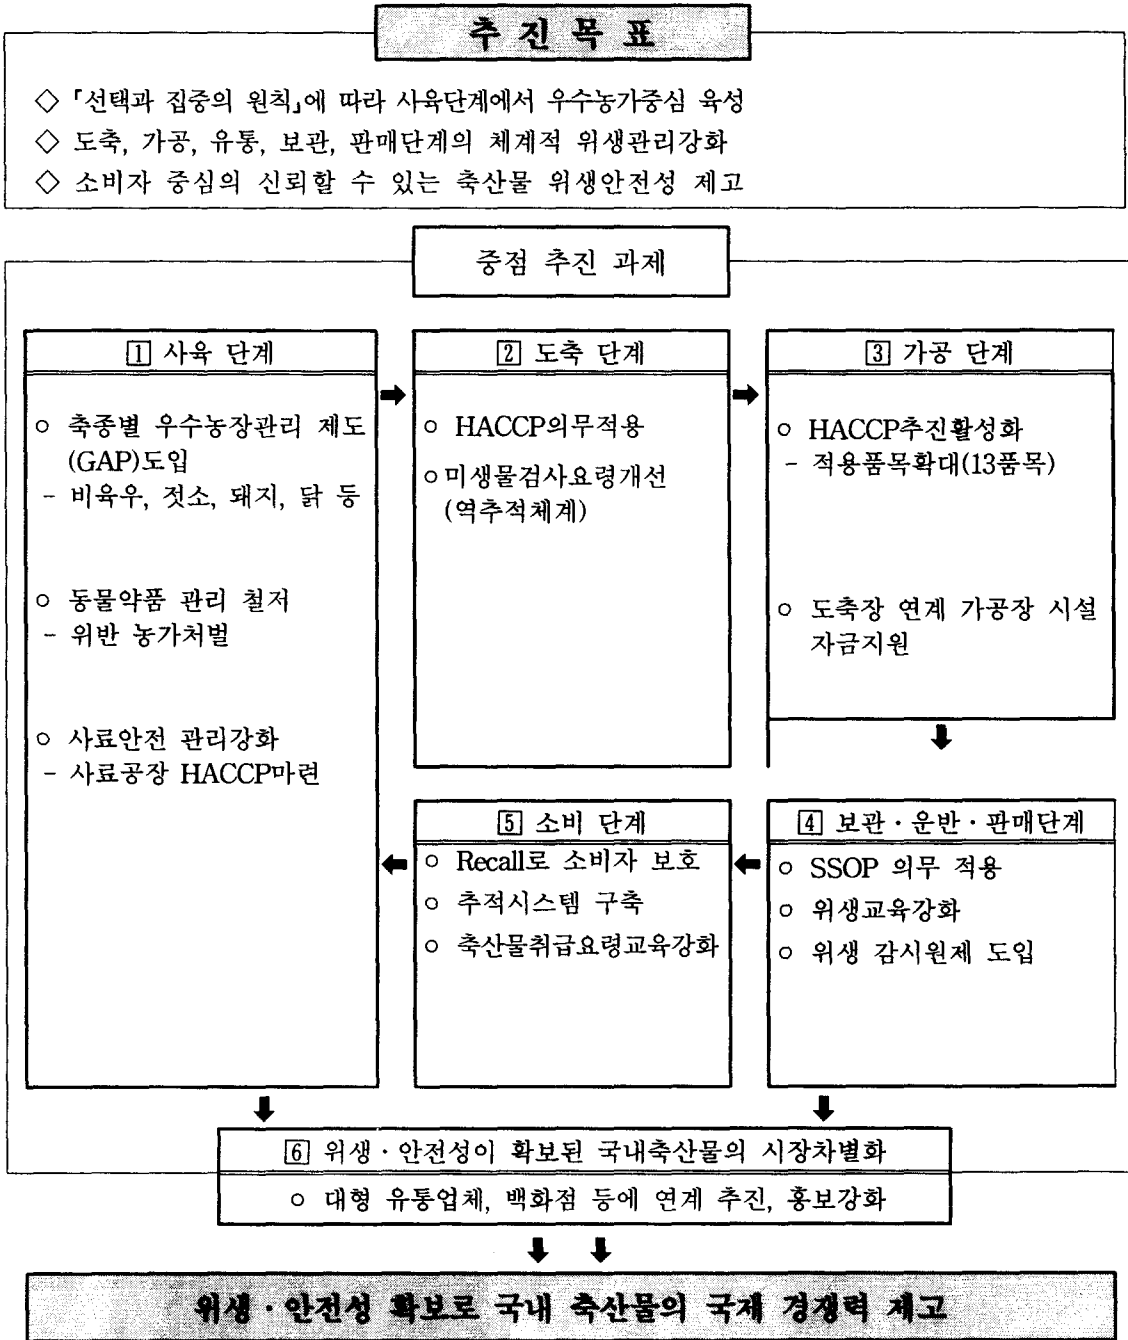 추 진 목 표
◇ 「선택과 집중의 원칙」에 따라 사육단계에서 우수농가중심 육성
◇ 도축, 가공, 유통, 보관, 판매단계의 체계적 위생관리강화
◇ 소비자 중심의 신뢰할 수 있는 축산물 위생안전성 제고
중점 추진 과제
1 사육 단계
○ 축종별 우수농장관리 제도
(GAP)도입
- 비육우, 젓소, 돼지, 닭 등
○ 동물약품 관리 철저
- 위반 농가처벌
○ 사료안전 관리강화
- 사료공장 HACCP마련
2 도축 단계
○ HACCP의무적용
○ 미생물검사요령개선
(역추적체계)
3 가공 단계
○ HACCP추진활성화
- 적용품목확대(13품목)
○ 도축장 연계 가공장 시설
자금지원
4 보관·운반·판매단계
○ SSOP 의무 적용
○ 위생교육강화
○ 위생 감시원제 도입
5 소비 단계
○ Recall로 소비자 보호
○ 추적시스템 구축
○ 축산물취급요령교육강화
6 위생·안전성이 확보된 국내축산물의 시장차별화
○ 대형 유통업체, 백화점 등에 연계 추진, 홍보강화
위생·안전성 확보로 국내 축산물의 국제 경쟁력 제고